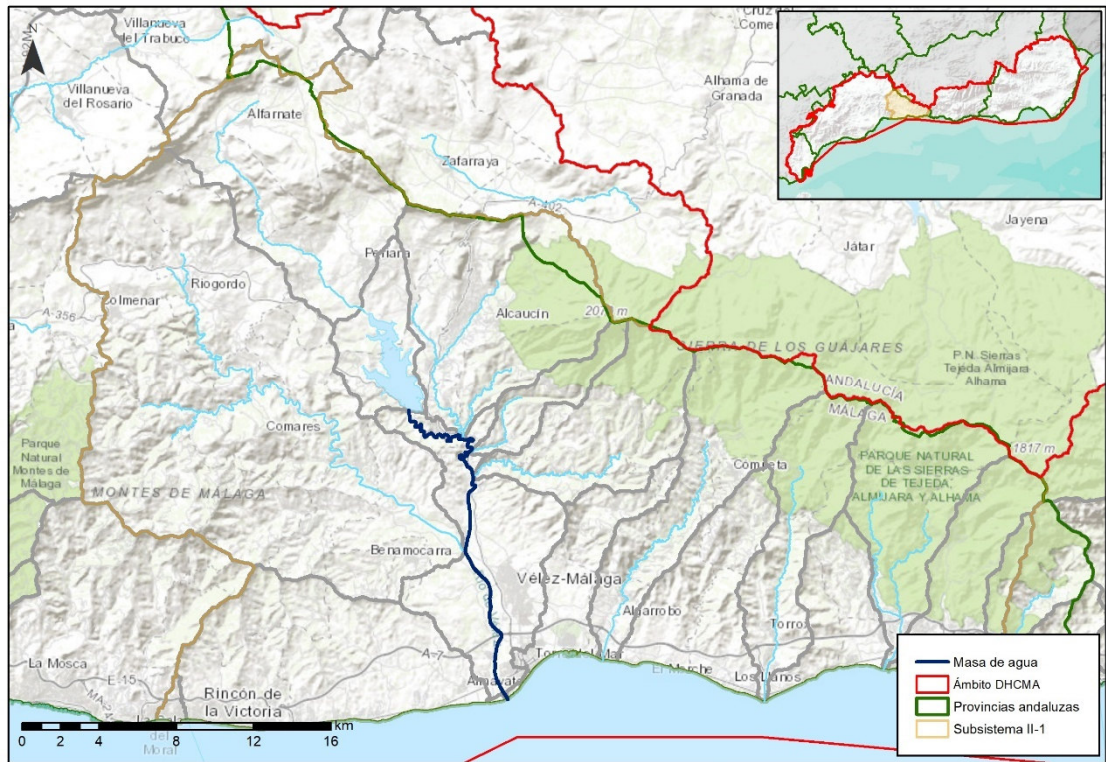 Villanueva
del Trabuco
N
Villanueva
del Rosario
Alfarnate
Cruz del
Alhama de
Granada
Zafarraya
A-402
Jayena
Játar
Periana
Riogordo
Colmenar
A-356
Alcaucín
SIERRA DE LOS GUAJARES
P.N. Sierras
Tejeda Almijara
Alhama
ANDALUCÍA
MÁLAGA
Comares
Parque
Natural
Montes de
Málaga
MONTES DE MÁLAGA
1817 m
PARQUE NATURAL
DE LAS SIERRAS
DE TEJEDA,
ALMIJARA Y ALHAMA
Benamocarra
Vélez-Málaga
Algarrobo
Torrox
La Mosca
E-15
A-7
Rincón de
la Victoria
Almayate
Torre del Mar
Los Llanos
del
Moral
km
0 2 4 8 12 16
Masa de agua
Ámbito DHCMA
Provincias andaluzas
Subsistema II-1